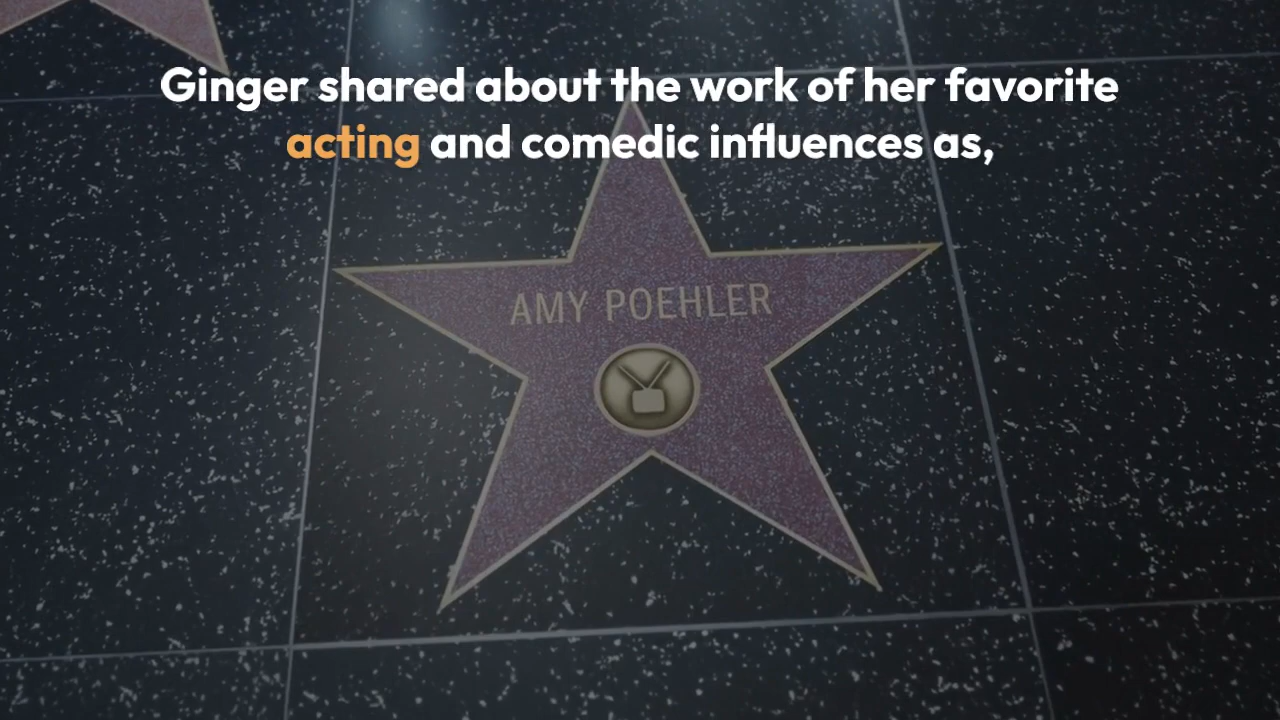 Ginger shared about the work of her favorite
acting and comedic influences as,
AMY POEHLER